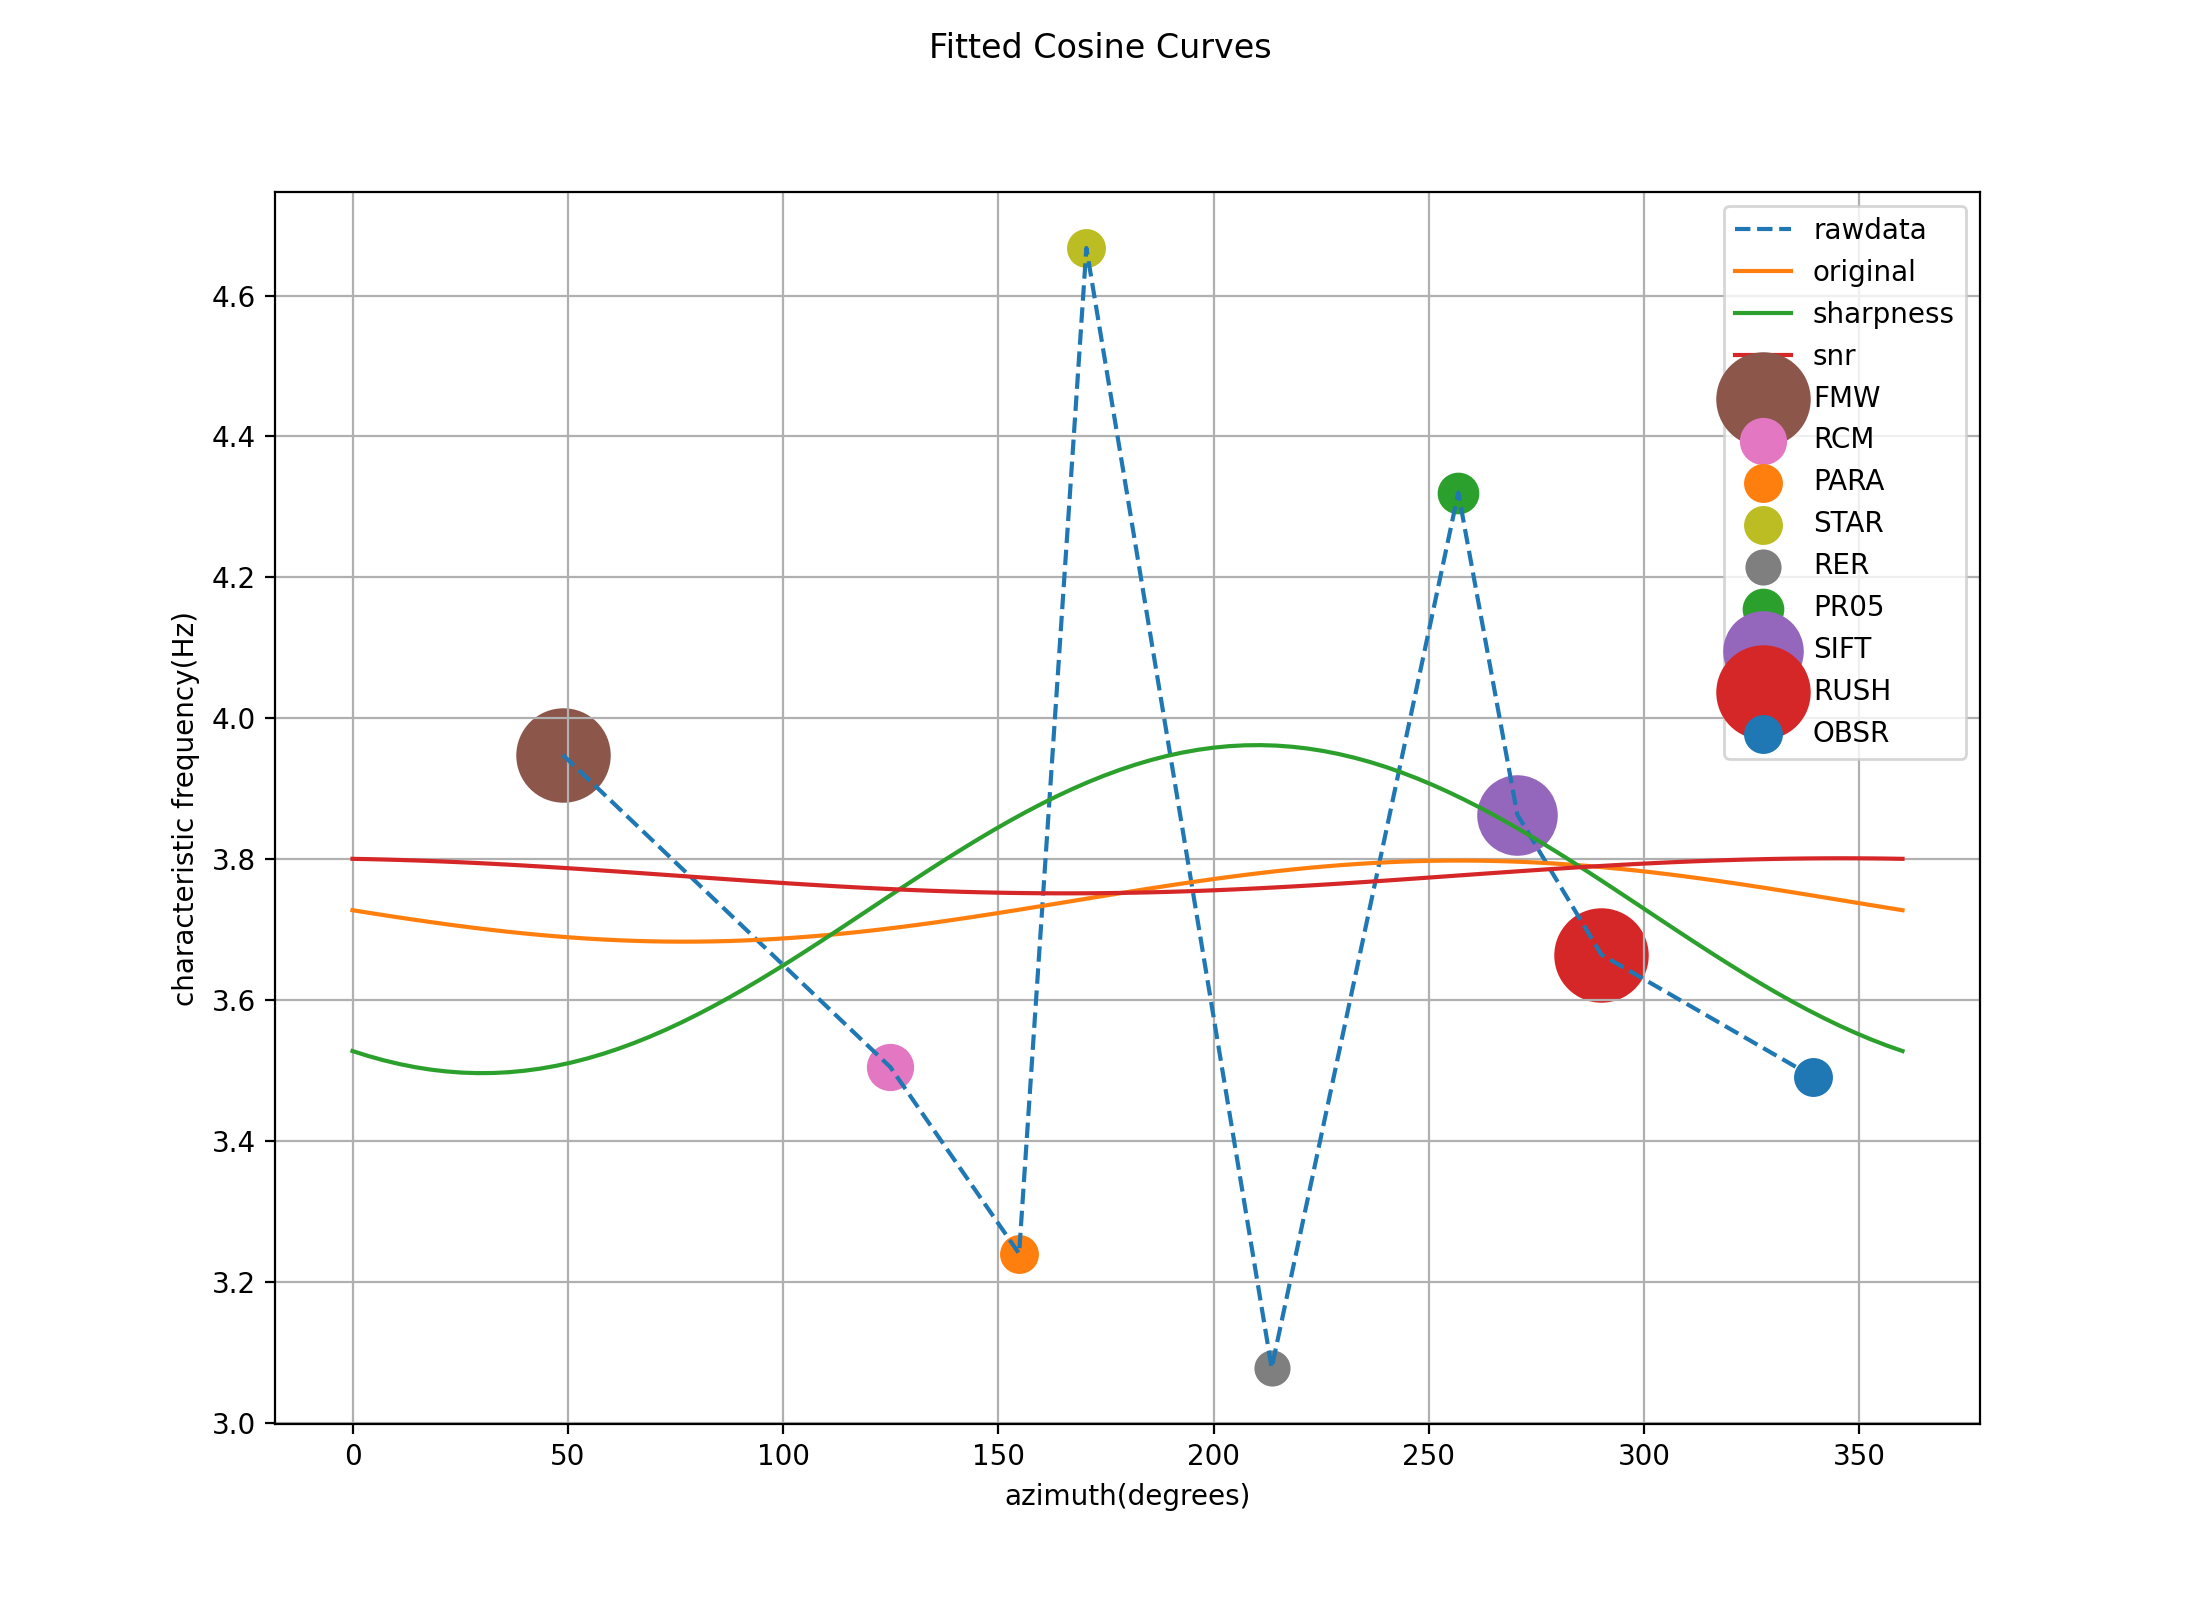 Fitted Cosine Curves
characteristic frequency(Hz)
4.6
4.4
4.2
4.0
3.8
3.6
3.4
3.2
3.0
rawdata
original
sharpness
snr
FMW
RCM
PARA
STAR
RER
PR05
SIFT
RUSH
OBSR
0 50 100 150 200 250 300 350
azimuth(degrees)